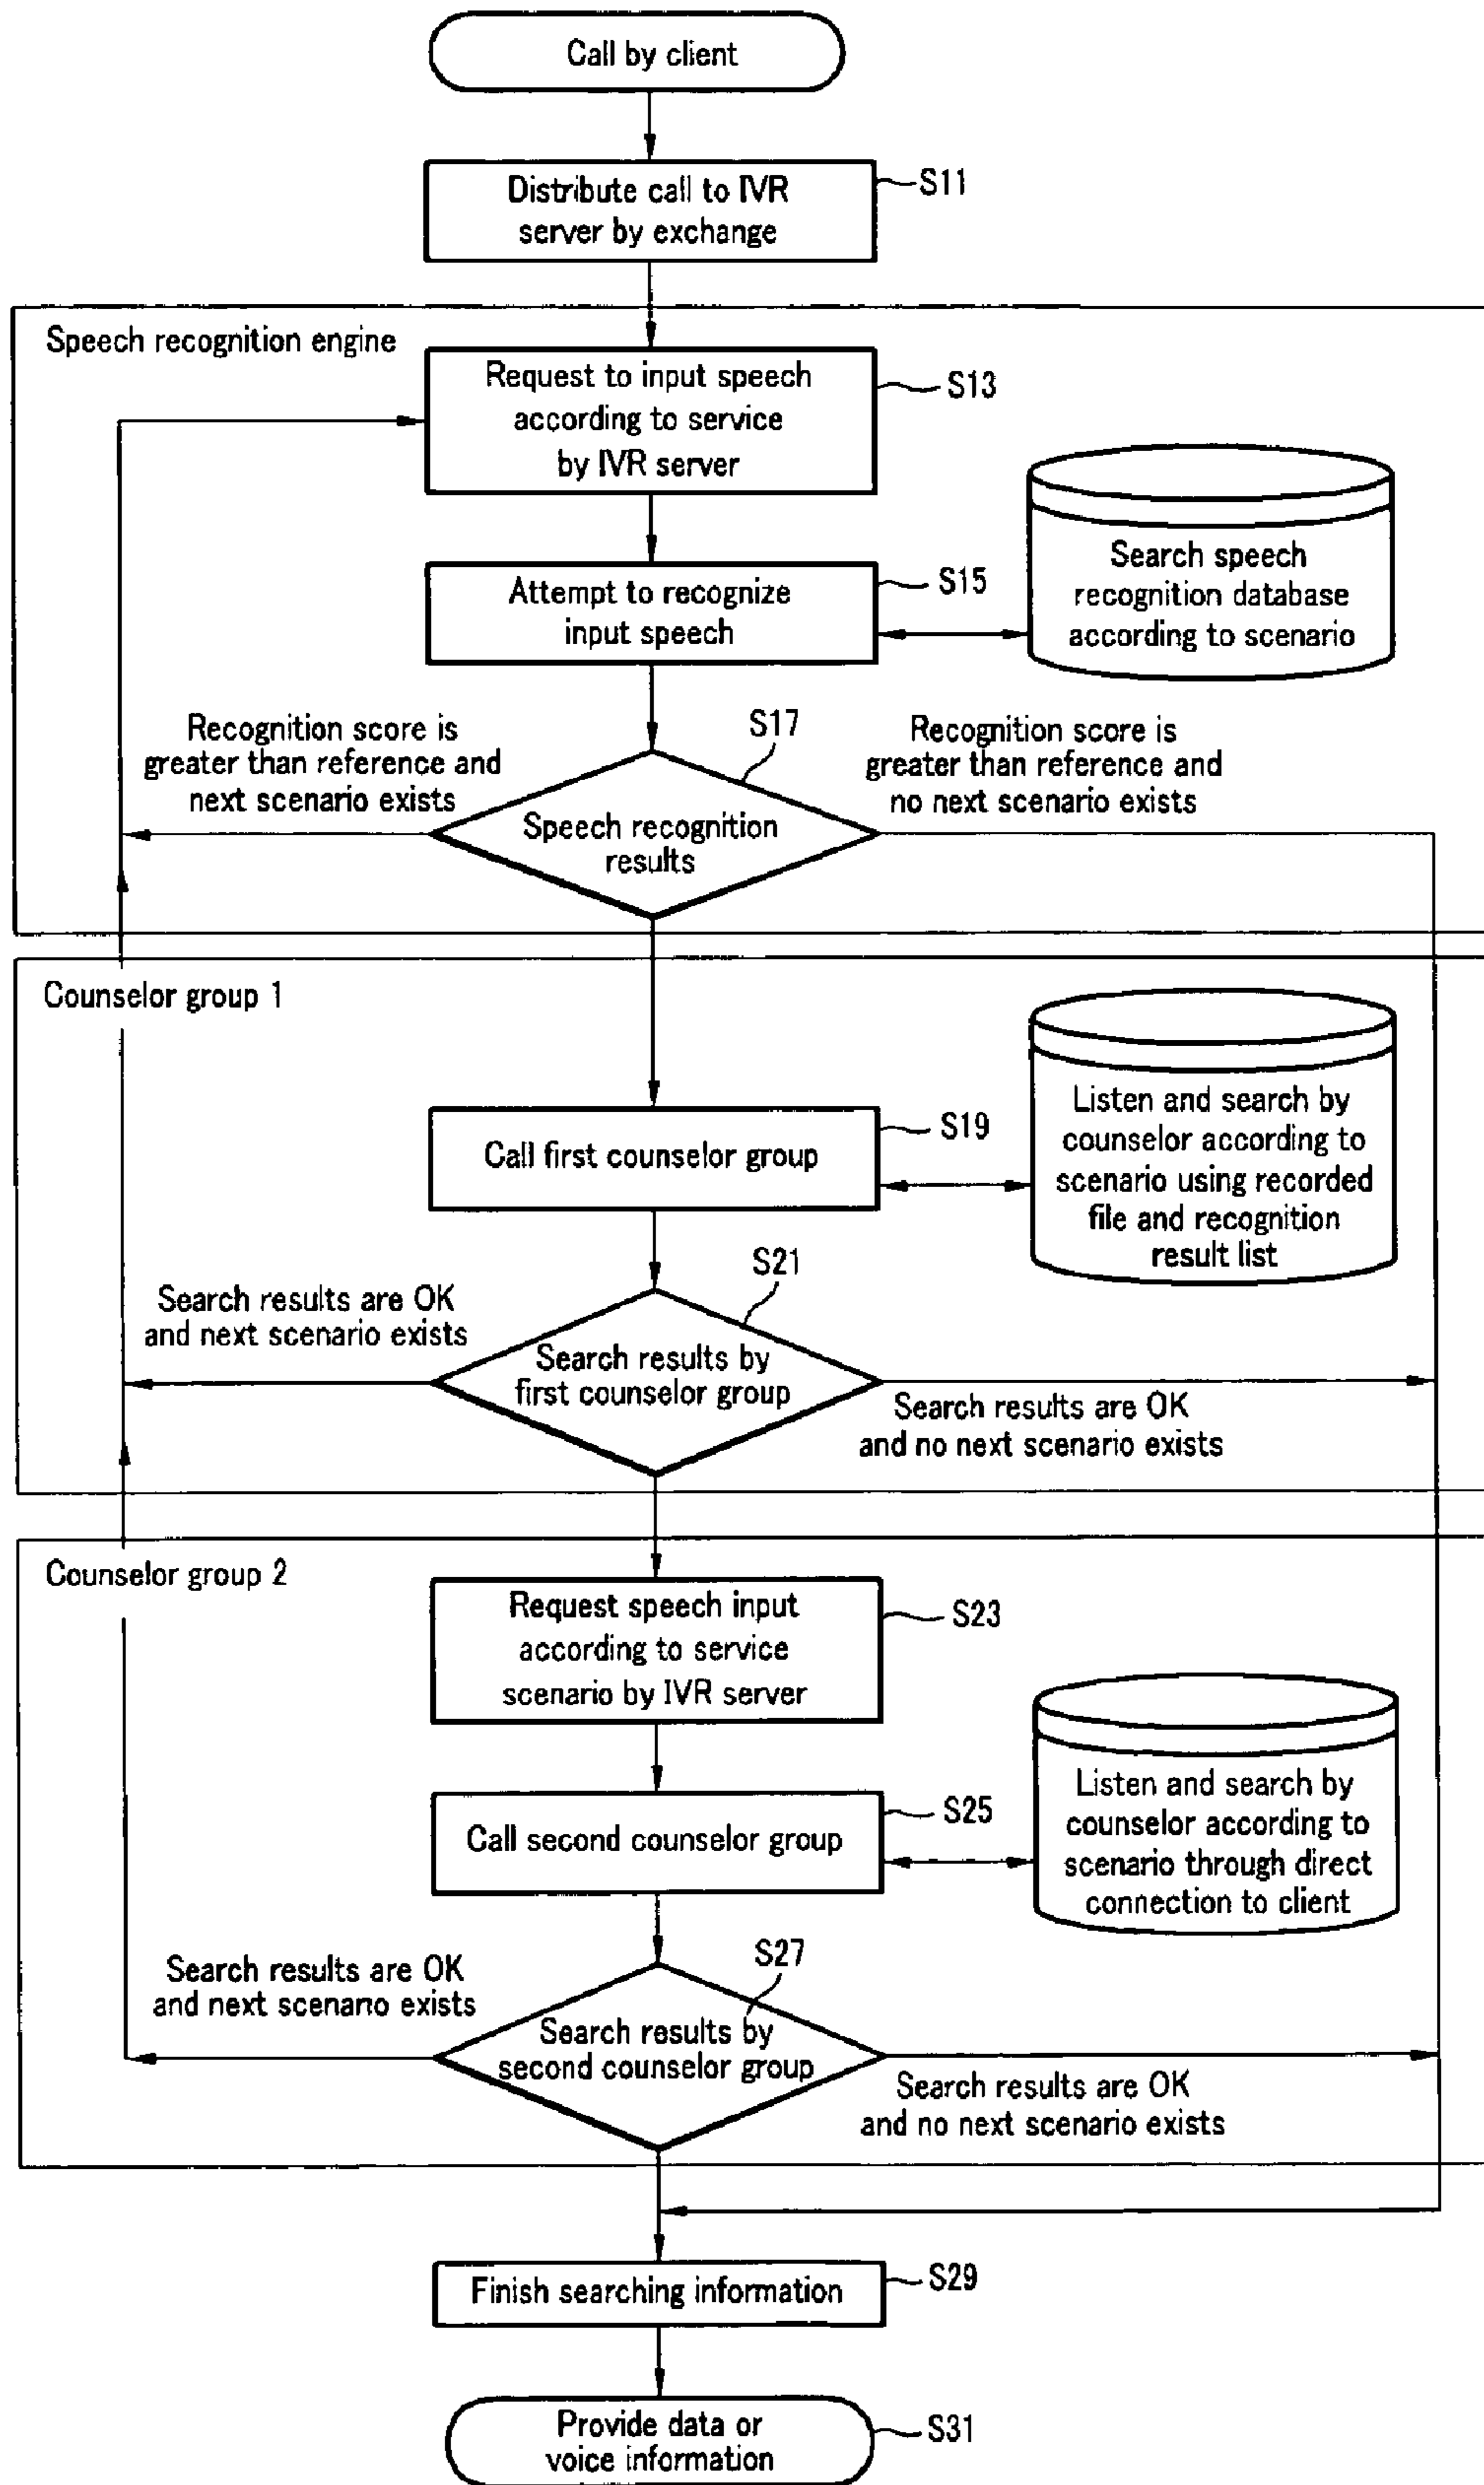 Call by client
Distribute call to IVR
server by exchange
S11
Speech recognition engine
Request to input speech
according to service
by IVR server
S13
Attempt to recognize
input speech
S15
Search speech
recognition database
according to scenario
Recognition score is
greater than reference and
next scenario exists
S17
Recognition score is
greater than reference and
no next scenario exists
Speech recognition
results
Counselor group 1
Call first counselor group
S19
Listen and search by
counselor according to
scenario using recorded
file and recognition
result list
Search results are OK
and next scenario exists
S21
Search results by
first counselor group
Search results are OK
and no next scenario exists
Counselor group 2
Request speech input
according to service
scenario by IVR server
S23
Call second counselor group
S25
Listen and search by
counselor according to
scenario through direct
connection to client
Search results are OK
and next scenario exists
S27
Search results by
second counselor group
Search results are OK
and no next scenario exists
Finish searching information
S29
Provide data or
voice information
S31